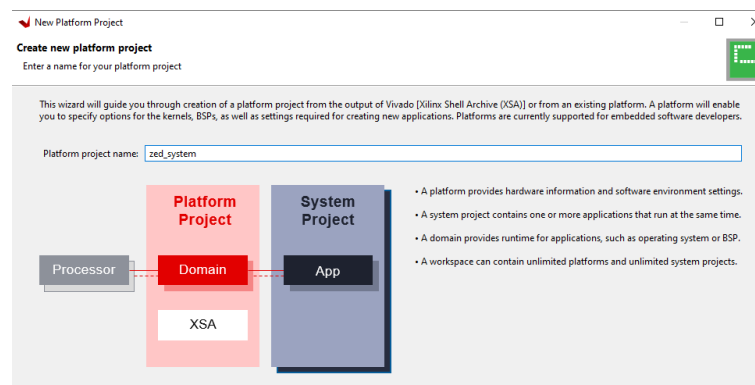 New Platform Project
Create new platform project
Enter a name for your platform project
This wizard will guide you through creation of a platform project from the output of Vivado [Xilinx Shell Archive (XSA)] or from an existing platform. A platform will enable
you to specify options for the kernels, BSPs, as well as settings required for creating new applications. Platforms are currently supported for embedded software developers.
Platform project name: zed_system
Platform
Project
System
Project
Processor
Domain
App
XSA
• A platform provides hardware information and software environment settings.
• A system project contains one or more applications that run at the same time.
• A domain provides runtime for applications, such as operating system or BSP.
• A workspace can contain unlimited platforms and unlimited system projects.